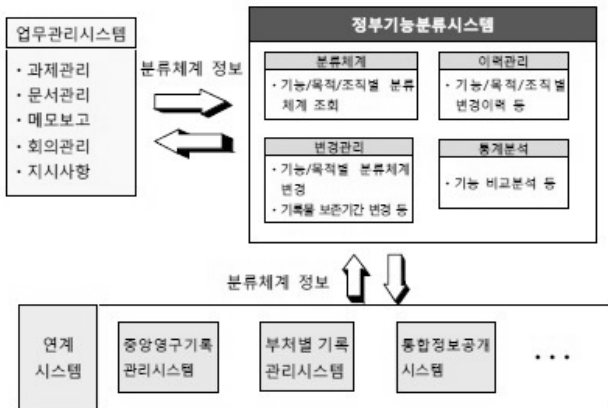 업무관리시스템
· 과제관리
· 문서관리
· 메모보고
· 회의관리
· 지시사항
분류체계 정보
정부기능분류시스템
분류체계
· 기능/목적/조직별 분류
체계 조회
이력관리
· 기능/목적/조직별
변경이력 등
변경관리
· 기능/목적별 분류체계
변경
· 기록물 보존기간 변경 등
통계분석
· 기능 비교분석 등
분류체계 정보
연계
시스템
중앙영구기록
관리시스템
부처별 기록
관리시스템
통합정보공개
시스템
···